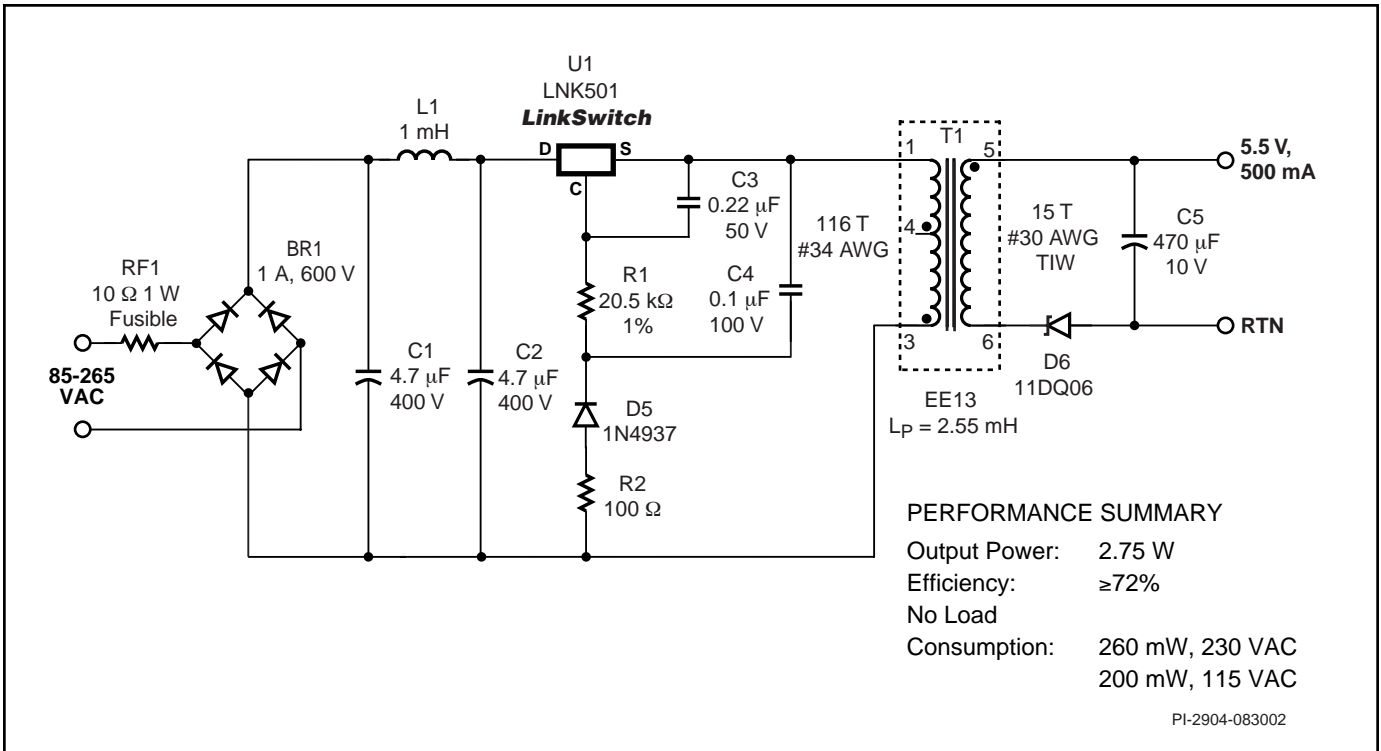 U1
LNK501
LinkSwitch
L1
1 mH
D
S
C
T1
1
5
4
3
6
5.5 V,
500 mA
C3
0.22 µF
50 V
116 T
#34 AWG
15 T
#30 AWG
TIW
C5
470 µF
10 V
RF1
10 Ω 1 W
Fusible
BR1
1 A, 600 V
R1
20.5 kΩ
1%
C4
0.1 µF
100 V
RTN
85-265
VAC
C1
4.7 µF
400 V
C2
4.7 µF
400 V
D5
1N4937
D6
11DQ06
EE13
LP = 2.55 mH
R2
100 Ω
PERFORMANCE SUMMARY
Output Power: 2.75 W
Efficiency: ≥72%
No Load
Consumption: 260 mW, 230 VAC
200 mW, 115 VAC
PI-2904-083002